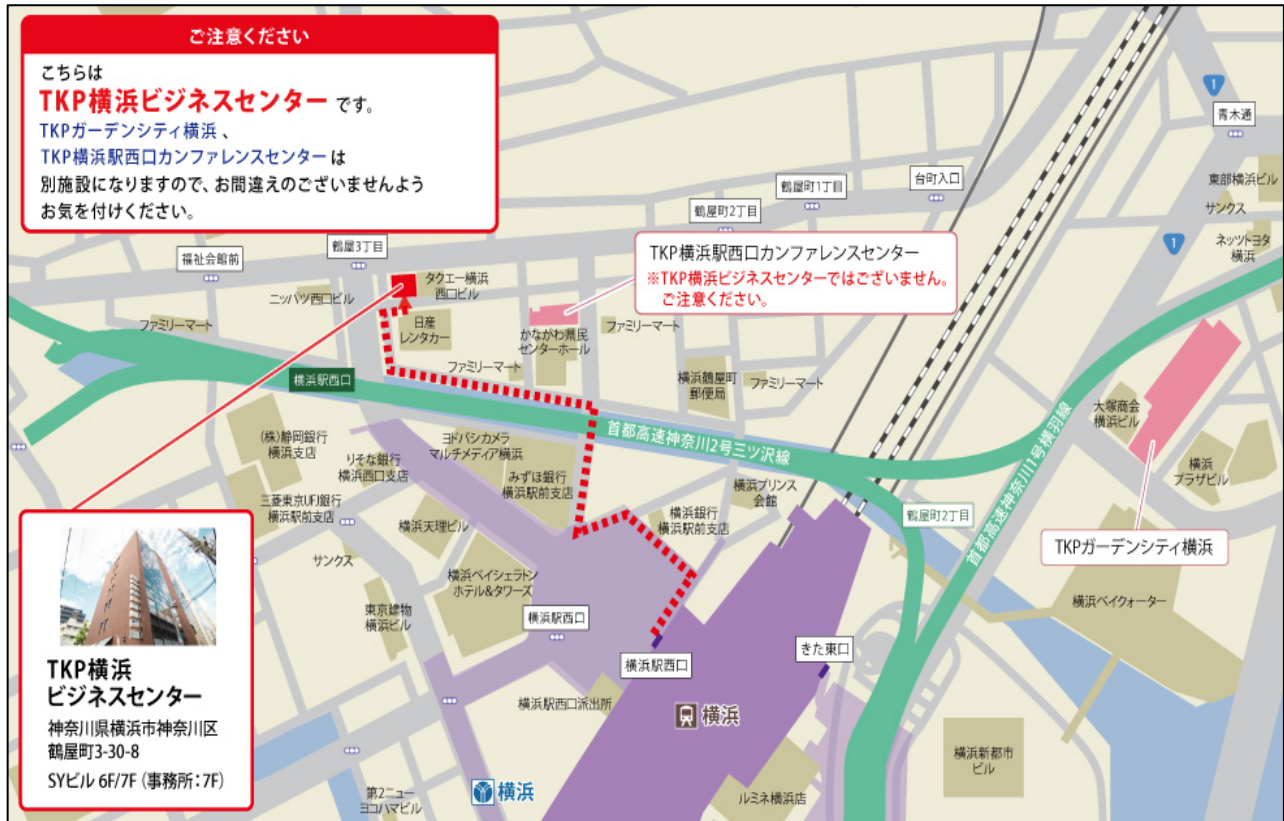 ご注意ください
こちらは
TKP横浜ビジネスセンター です。
TKPガーデンシティ横浜 、
TKP横浜駅西口カンファレンスセンター は
別施設になりますので、お間違えのございませんよう
お気を付けください。
1
青木通
東部横浜ビル
サンクス
1
ネッツトヨタ
横浜
台町入口
鶴屋町1丁目
鶴屋町2丁目
鶴屋3丁目
福祉会館前
TKP横浜駅西口カンファレンスセンター
※TKP横浜ビジネスセンターではございません。
ご注意ください。
タクエー横浜
西口ビル
ニッパツ西口ビル
ファミリーマート
日産
レンタカー
かながわ県民
センターホール
ファミリーマート
ファミリーマート
横浜鶴屋町
郵便局
ファミリーマート
横浜駅西口
首都高速神奈川2号三ツ沢線
首都高速神奈川1号横羽線
大塚商会
横浜ビル
横浜
プラザビル
(株)静岡銀行
横浜支店
りそな銀行
横浜西口支店
ヨドバシカメラ
マルチメディア横浜
みずほ銀行
横浜駅前支店
横浜プリンス
会館
三菱東京UFJ銀行
横浜駅前支店
横浜天理ビル
横浜銀行
横浜駅前支店
鶴屋町2丁目
TKPガーデンシティ横浜
サンクス
横浜ベイシェラトン
ホテル&タワーズ
東京建物
横浜ビル
横浜駅西口
横浜ベイクォーター
横浜駅西口
きた東口
横浜駅西口派出所
横浜
横浜新都市
ビル
ルミネ横浜店
横浜
第2ニュー
ヨコハマビル
TKP横浜
ビジネスセンター
神奈川県横浜市神奈川区
鶴屋町3-30-8
SYビル 6F/7F (事務所:7F)